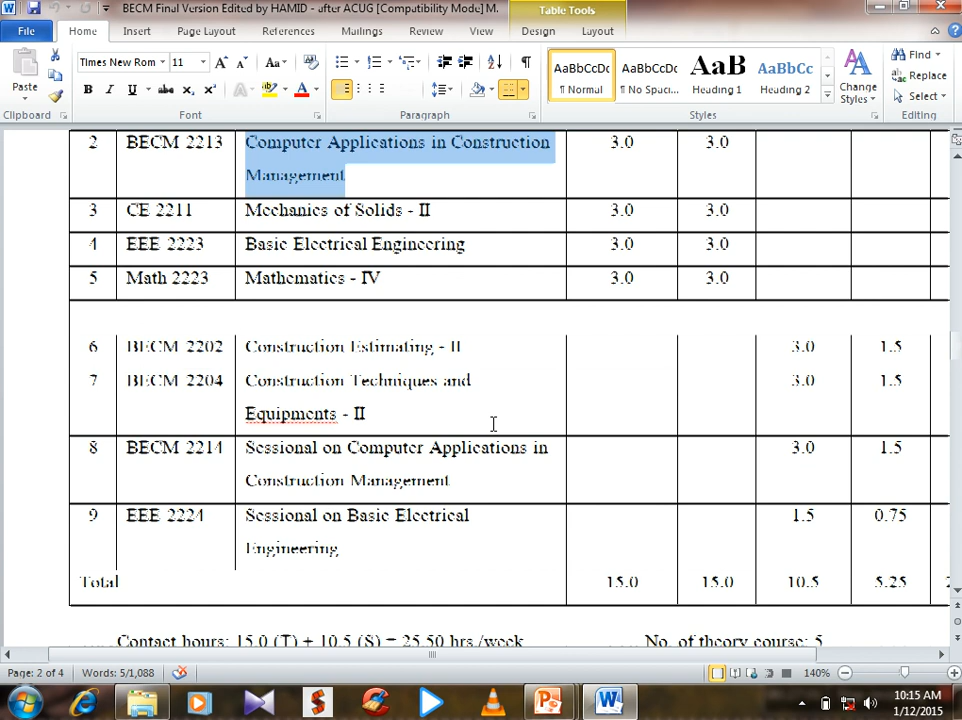 BECM Final Version Edited by HAMID - after ACUG [Compatibility Mode] M.
Table Tools
File Home Insert Page Layout References Mailings Review View Design Layout
Times New Rom 11 Aa
Paste
B I U abc x₂ x² A A
AaBbCcDc AaBbCcDc AaB AaBbCc
¶ Normal ¶ No Spaci... Heading 1 Heading 2
Change Styles
Find
Replace
Select
Clipboard Font Paragraph Styles Editing
2 BECM 2213 Computer Applications in Construction 3.0 3.0
Management
3 CE 2211 Mechanics of Solids - II 3.0 3.0
4 EEE 2223 Basic Electrical Engineering 3.0 3.0
5 Math 2223 Mathematics - IV 3.0 3.0
6 BECM 2202 Construction Estimating - II 3.0 1.5
7 BECM 2204 Construction Techniques and 3.0 1.5
Equipments - II
8 BECM 2214 Sessional on Computer Applications in 3.0 1.5
Construction Management
9 EEE 2224 Sessional on Basic Electrical 1.5 0.75
Engineering
Total 15.0 15.0 10.5 5.25 2
Contact hours: 15.0 (T) + 10.5 (S) = 25.50 hrs./week No. of theory course: 5
Page: 2 of 4 Words: 5/1,088 140%
10:15 AM
1/12/2015